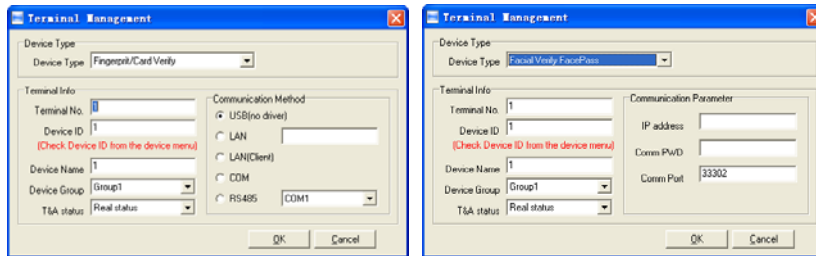 Terminal Management
Device Type
Device Type Fingerprit/Card Verify
Terminal Info
Terminal No. 1
Device ID 1
(Check Device ID from the device menu)
Device Name 1
Device Group Group1
T&A status Real status
Communication Method
USB(no driver)
LAN
LAN(Client)
COM
RS485 COM1
OK Cancel
Terminal Management
Device Type
Device Type Facial Verify FacePass
Terminal Info
Terminal No. 1
Device ID 1
(Check Device ID from the device menu)
Device Name 1
Device Group Group1
T&A status Real status
Communication Parameter
IP address
Comm PWD
Comm Port 33302
OK Cancel